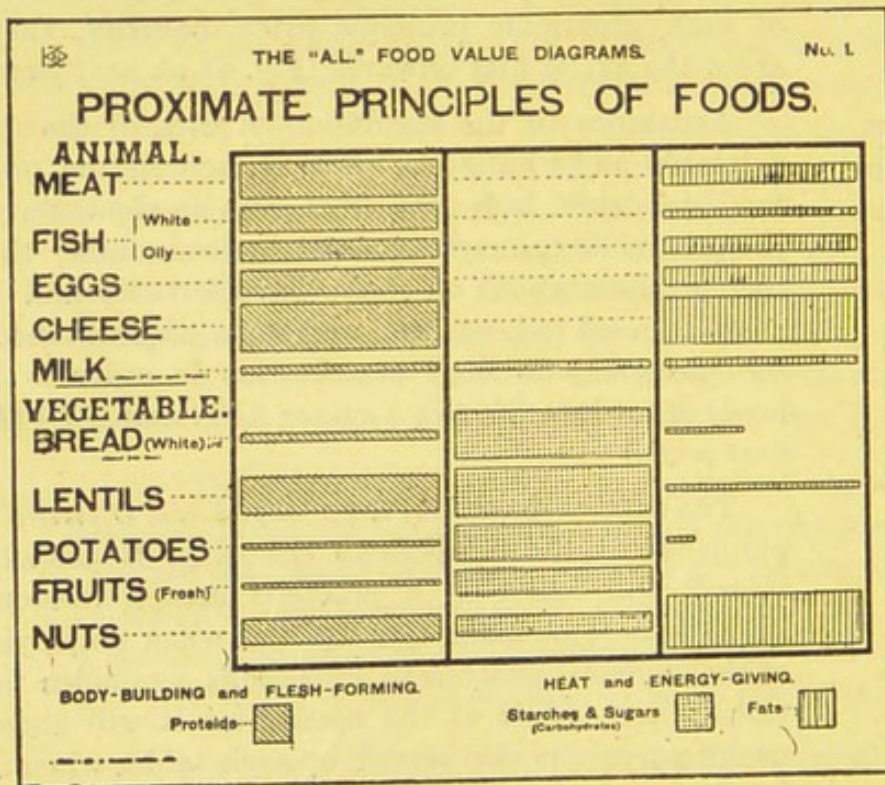 THE "A.L." FOOD VALUE DIAGRAMS. No. 1.
PROXIMATE PRINCIPLES OF FOODS.
ANIMAL.
MEAT
FISH White
Oily
EGGS
CHEESE
MILK
VEGETABLE.
BREAD (White)
LENTILS
POTATOES
FRUITS (Fresh)
NUTS
BODY-BUILDING and FLESH-FORMING.
Proteids
HEAT and ENERGY-GIVING.
Starches & Sugars
(Carbohydrates)
Fats